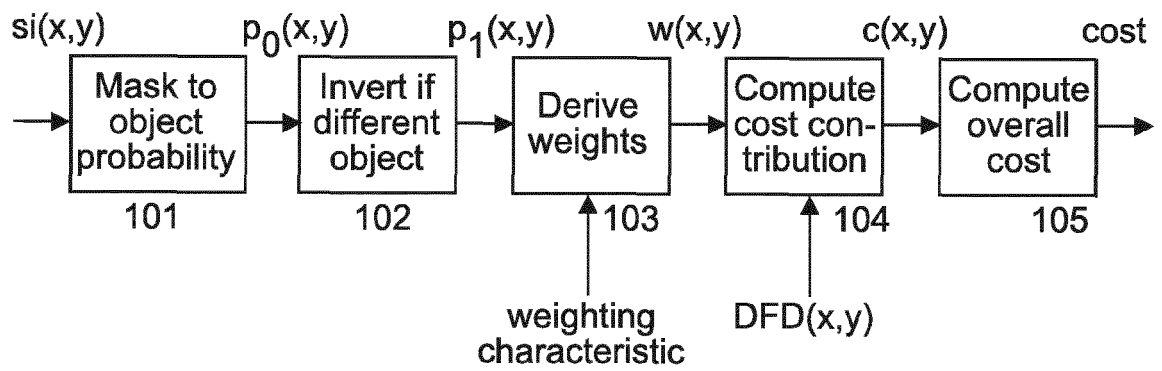 si(x,y)
p0(x,y)
p1(x,y)
w(x,y)
c(x,y)
cost
Mask to
object
probability
Invert if
different
object
Derive
weights
Compute
cost con-
tribution
Compute
overall
cost
101
102
103
104
105
weighting
characteristic
DFD(x,y)